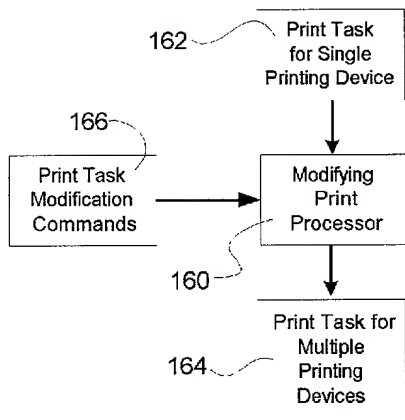 162
Print Task
for Single
Printing Device
166
Print Task
Modification
Commands
Modifying
Print
Processor
160
Print Task for
Multiple
Printing
Devices
164